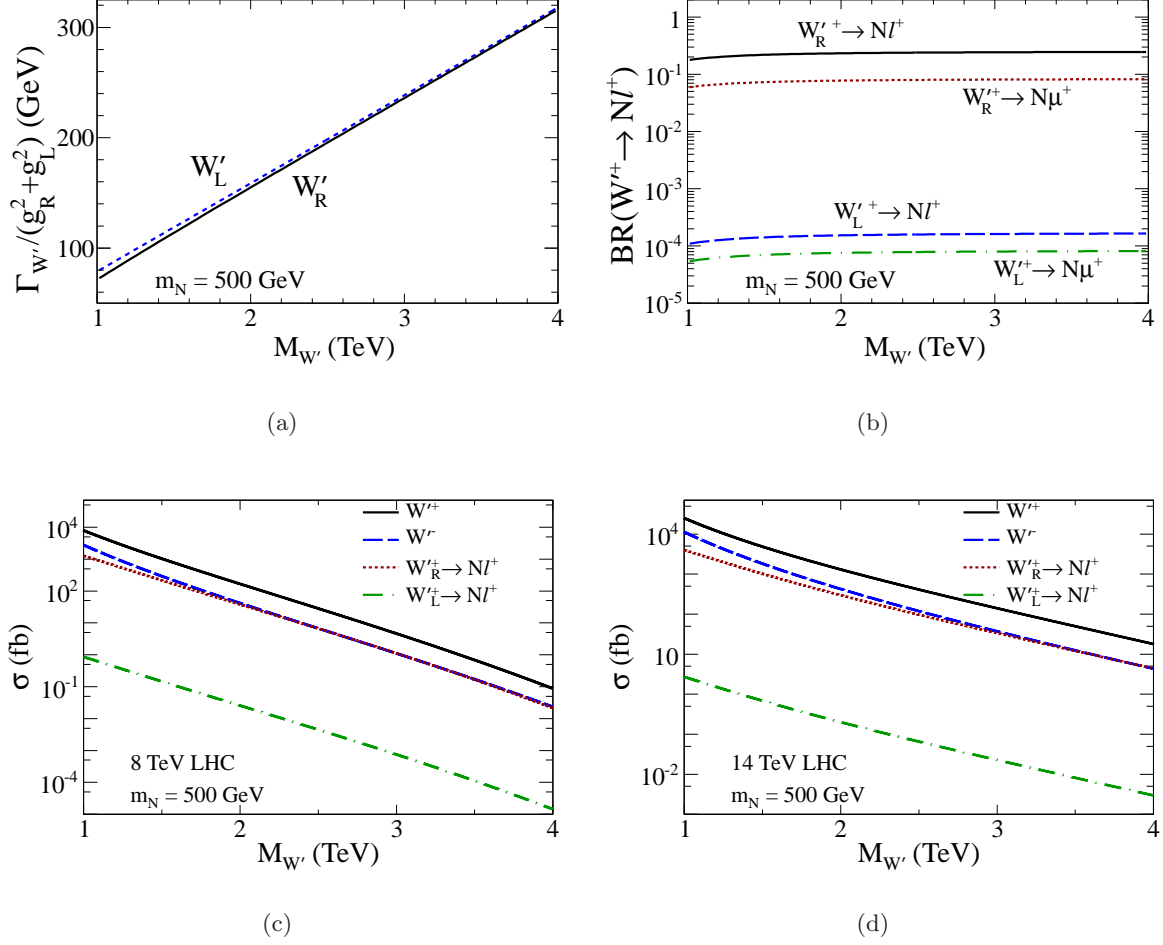 Γ_W′/(g_R^2+g_L^2) (GeV)
300
200
100
W′_L
W′_R
m_N = 500 GeV
1 2 3 4
M_W′ (TeV)
(a)
BR(W′^+→ Nl^+)
1
10^-1
10^-2
10^-3
10^-4
10^-5
W′_R^+→ Nl^+
W′_R^+→ Nμ^+
W′_L^+→ Nl^+
W′_L^+→ Nμ^+
m_N = 500 GeV
1 2 3 4
M_W′ (TeV)
(b)
σ (fb)
10^4
10^2
10^-1
10^-4
W′^+
W′^-
W′_R^+→ Nl^+
W′_L^+→ Nl^+
8 TeV LHC
m_N = 500 GeV
1 2 3 4
M_W′ (TeV)
(c)
σ (fb)
10^4
10
10^-2
W′^+
W′^-
W′_R^+→ Nl^+
W′_L^+→ Nl^+
14 TeV LHC
m_N = 500 GeV
1 2 3 4
M_W′ (TeV)
(d)